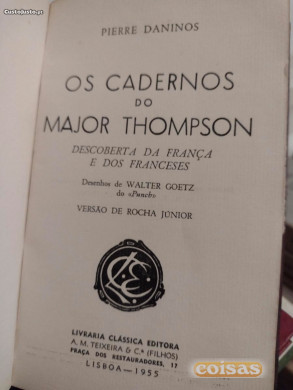 CustoJusto.pt
PIERRE DANINOS
OS CADERNOS
DO
MAJOR THOMPSON
DESCOBERTA DA FRANÇA
E DOS FRANCESES
Desenhos de WALTER GOETZ
do «Punch»
VERSÃO DE ROCHA JÚNIOR
LIVRARIA CLÁSSICA EDITORA
A. M. TEIXEIRA & C.ª (FILHOS)
PRAÇA DOS RESTAURADORES, 17
LISBOA—1955
coisas